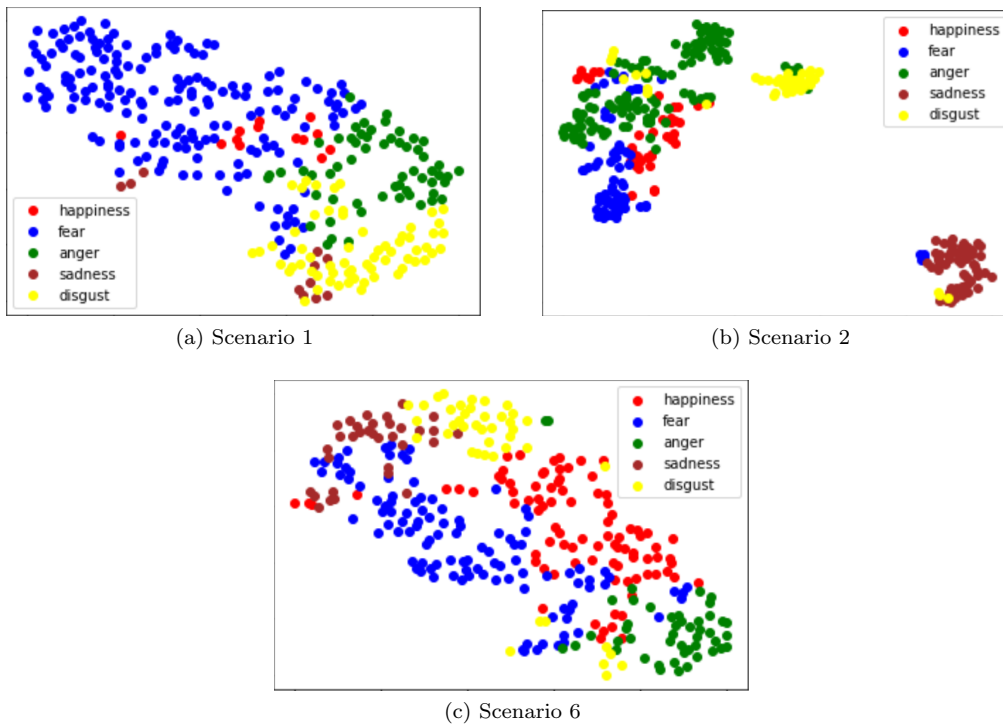 happiness
fear
anger
sadness
disgust
(a) Scenario 1
happiness
fear
anger
sadness
disgust
(b) Scenario 2
happiness
fear
anger
sadness
disgust
(c) Scenario 6